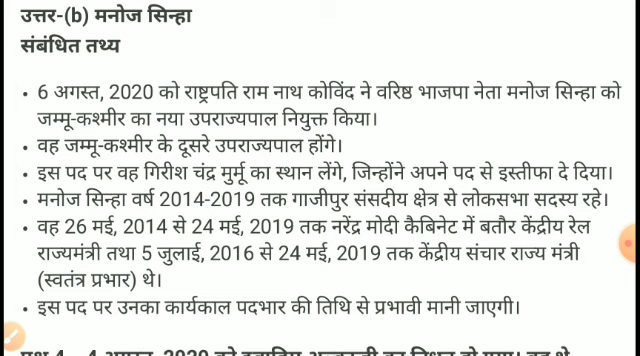 उत्तर-(b) मनोज सिन्हा
संबंधित तथ्य
• 6 अगस्त, 2020 को राष्ट्रपति राम नाथ कोविंद ने वरिष्ठ भाजपा नेता मनोज सिन्हा को
जम्मू-कश्मीर का नया उपराज्यपाल नियुक्त किया।
• वह जम्मू-कश्मीर के दूसरे उपराज्यपाल होंगे।
• इस पद पर वह गिरीश चंद्र मुर्मू का स्थान लेंगे, जिन्होंने अपने पद से इस्तीफा दे दिया।
• मनोज सिन्हा वर्ष 2014-2019 तक गाजीपुर संसदीय क्षेत्र से लोकसभा सदस्य रहे।
• वह 26 मई, 2014 से 24 मई, 2019 तक नरेंद्र मोदी कैबिनेट में बतौर केंद्रीय रेल
राज्यमंत्री तथा 5 जुलाई, 2016 से 24 मई, 2019 तक केंद्रीय संचार राज्य मंत्री
(स्वतंत्र प्रभार) थे।
• इस पद पर उनका कार्यकाल पदभार की तिथि से प्रभावी मानी जाएगी।